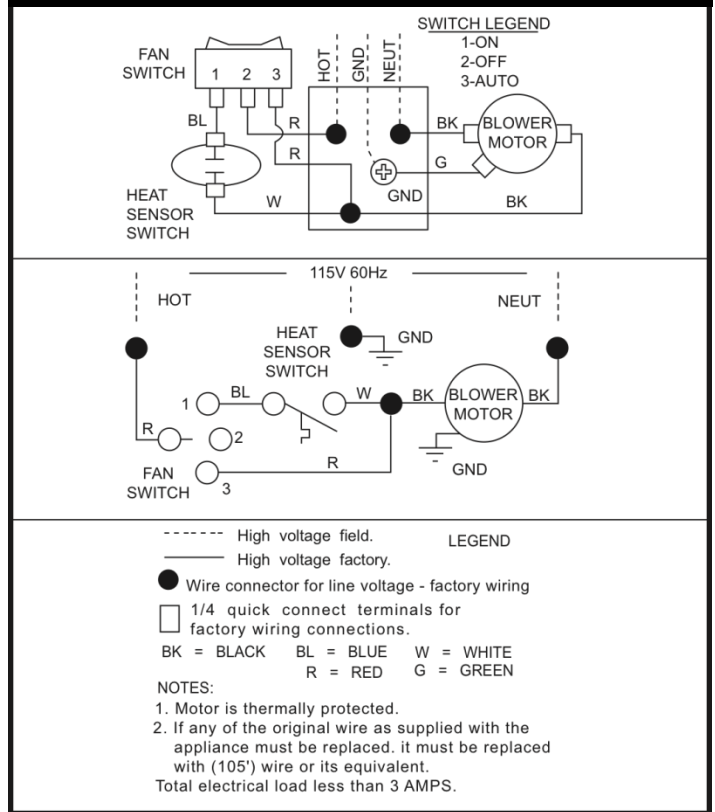 SWITCH LEGEND
1-ON
2-OFF
3-AUTO
FAN
SWITCH
1 2 3
HOT
GND
NEUT
BL
R
R
BK
BLOWER
MOTOR
G
GND
HEAT
SENSOR
SWITCH
W
BK
115V 60Hz
HOT
NEUT
HEAT
SENSOR
SWITCH
GND
1
BL
W
BK
BLOWER
MOTOR
BK
R
2
FAN
SWITCH
3
R
GND
High voltage field.
LEGEND
High voltage factory.
Wire connector for line voltage - factory wiring
1/4 quick connect terminals for
factory wiring connections.
BK = BLACK BL = BLUE W = WHITE
R = RED G = GREEN
NOTES:
1. Motor is thermally protected.
2. If any of the original wire as supplied with the
appliance must be replaced. it must be replaced
with (105') wire or its equivalent.
Total electrical load less than 3 AMPS.